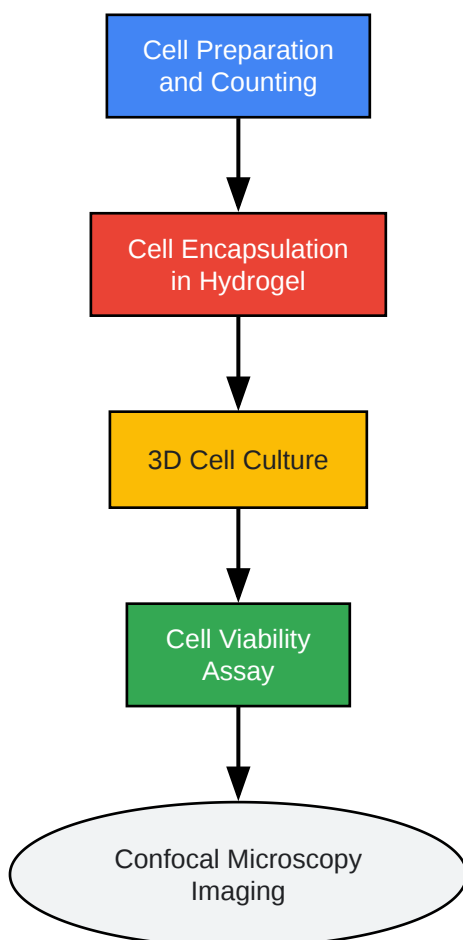 Cell Preparation
and Counting
Cell Encapsulation
in Hydrogel
3D Cell Culture
Cell Viability
Assay
Confocal Microscopy
Imaging